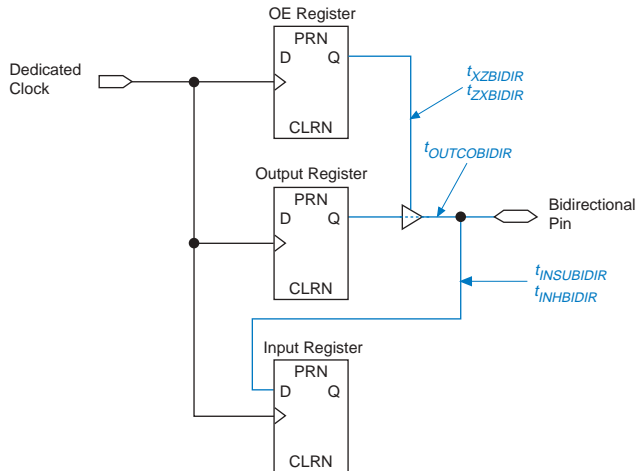 OE Register
PRN
D Q
CLRN
Dedicated
Clock
tXZBIDIR
tZXBIDIR
tOUTCOBIDIR
Output Register
PRN
D Q
CLRN
Bidirectional
Pin
tINSUBIDIR
tINHBIDIR
Input Register
PRN
D Q
CLRN